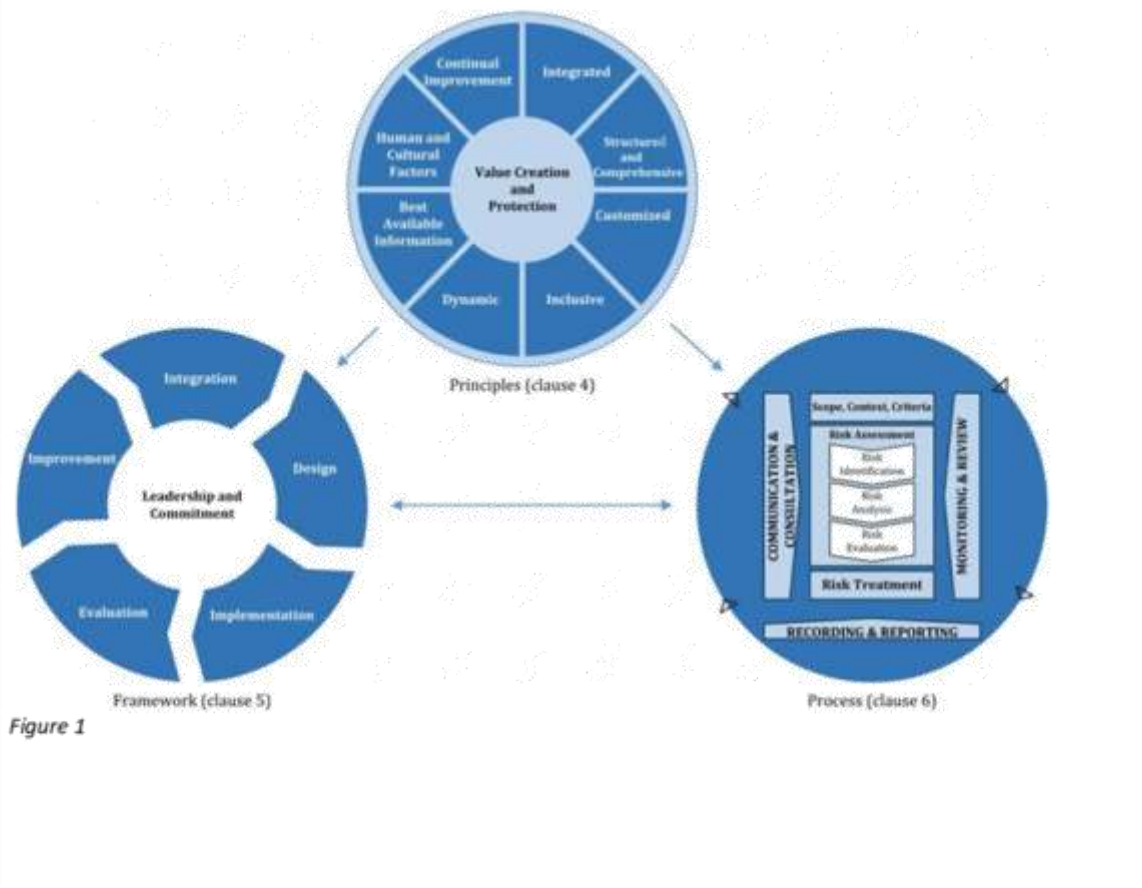 Continual
Improvement
Integrated
Human and
Cultural
Factors
Structured
and
Comprehensive
Value Creation
and
Protection
Best
Available
Information
Customized
Dynamic
Inclusive
Principles (clause 4)
Integration
Improvement
Design
Leadership and
Commitment
Evaluation
Implementation
Framework (clause 5)
Scope, Context, Criteria
Risk Assessment
Risk
Identification
Risk
Analysis
Risk
Evaluation
Risk Treatment
COMMUNICATION &
CONSULTATION
MONITORING & REVIEW
RECORDING & REPORTING
Process (clause 6)
Figure 1